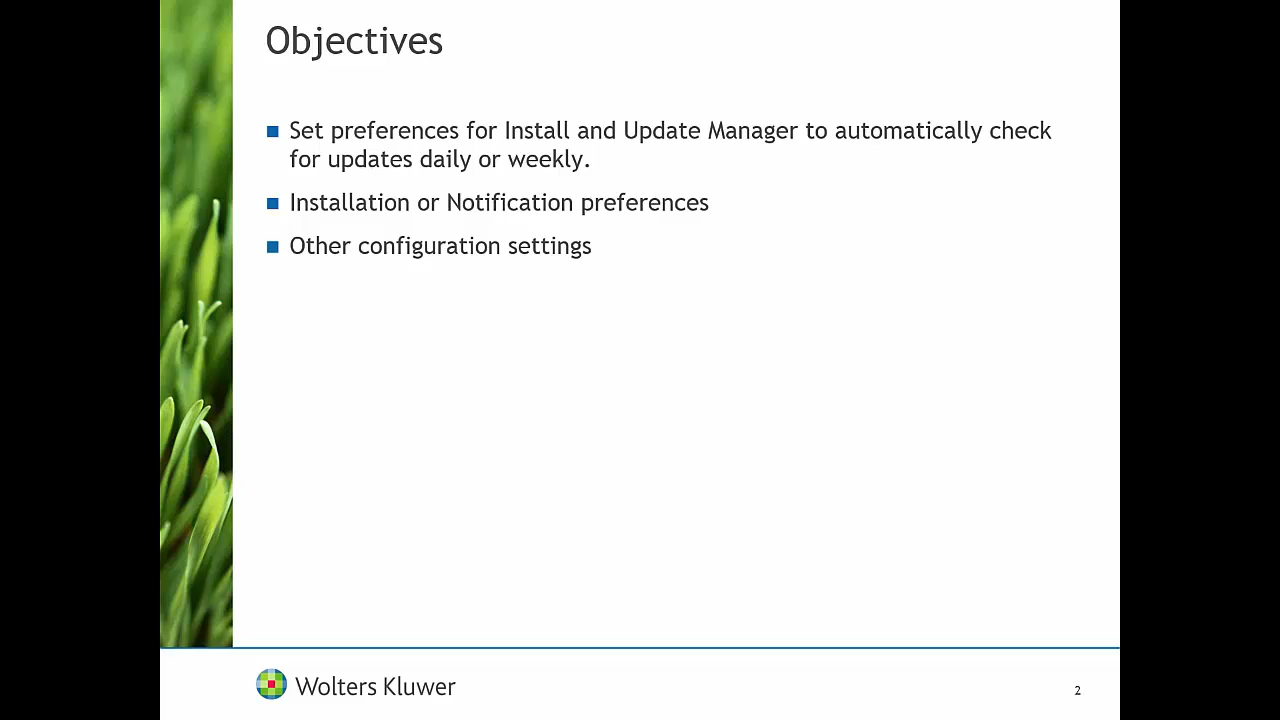 Objectives
Set preferences for Install and Update Manager to automatically check
for updates daily or weekly.
Installation or Notification preferences
Other configuration settings
Wolters Kluwer
2